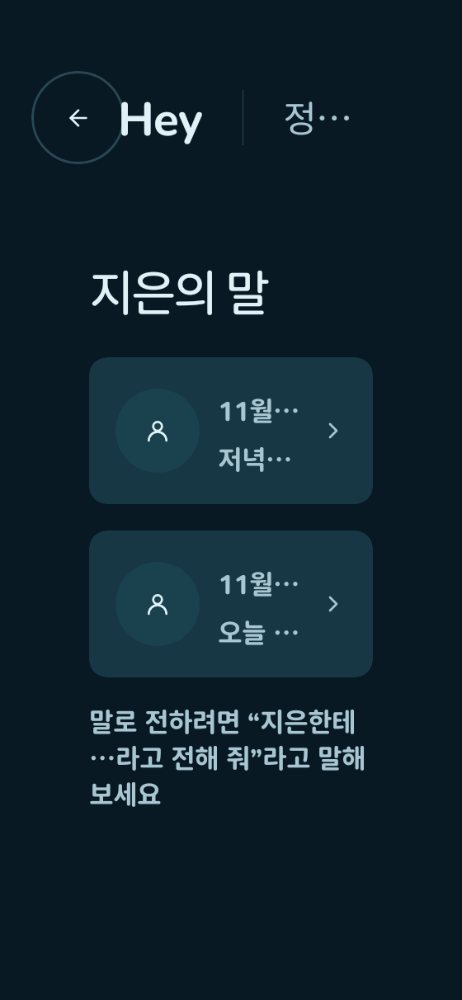 Hey
정…
지은의 말
11월…
저녁…
11월…
오늘 …
말로 전하려면 “지은한테
…라고 전해 줘”라고 말해
보세요